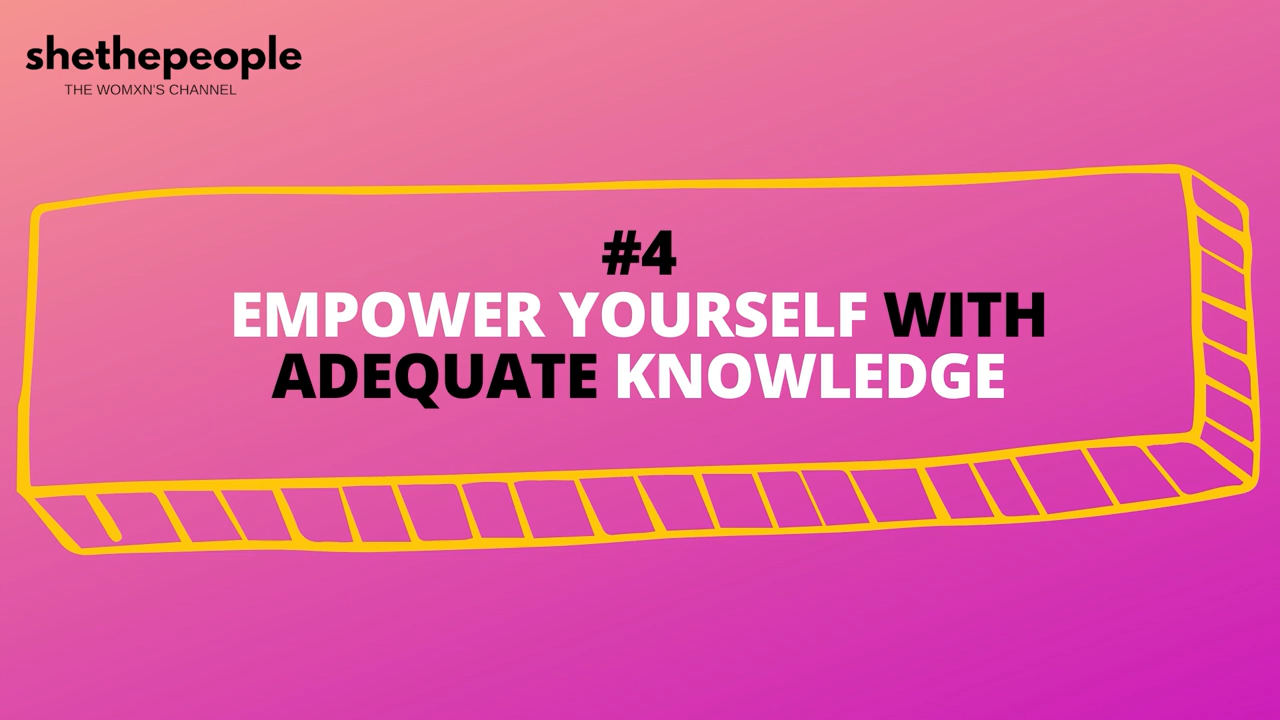 shethepeople
THE WOMXN'S CHANNEL
#4
EMPOWER YOURSELF WITH
ADEQUATE KNOWLEDGE